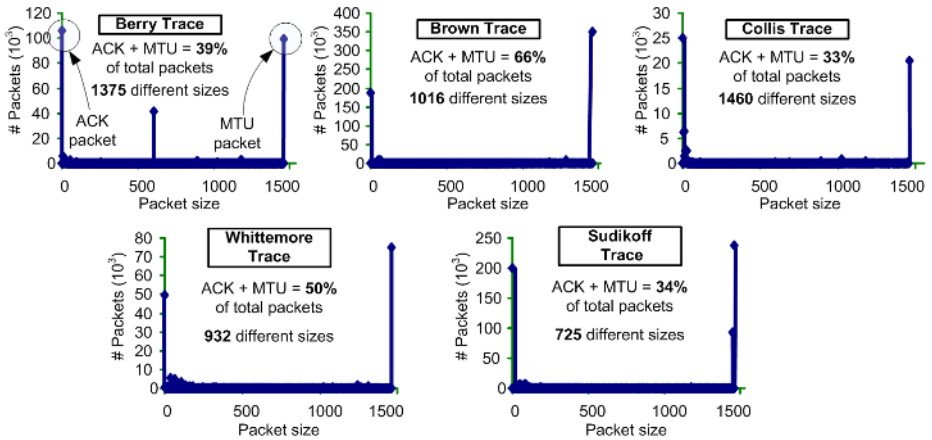 Berry Trace
ACK + MTU = 39%
of total packets
1375 different sizes
ACK
packet
MTU
packet
# Packets (10³)
120
100
80
60
40
20
0
0 500 1000 1500
Packet size
Brown Trace
ACK + MTU = 66%
of total packets
1016 different sizes
# Packets (10³)
400
350
300
250
200
150
100
50
0
0 500 1000 1500
Packet size
Collis Trace
ACK + MTU = 33%
of total packets
1460 different sizes
# Packets (10³)
30
25
20
15
10
5
0
0 500 1000 1500
Packet size
Whittemore
Trace
ACK + MTU = 50%
of total packets
932 different sizes
# Packets (10³)
80
70
60
50
40
30
20
10
0
0 500 1000 1500
Packet size
Sudikoff
Trace
ACK + MTU = 34%
of total packets
725 different sizes
# Packets (10³)
250
200
150
100
50
0
0 500 1000 1500
Packet size